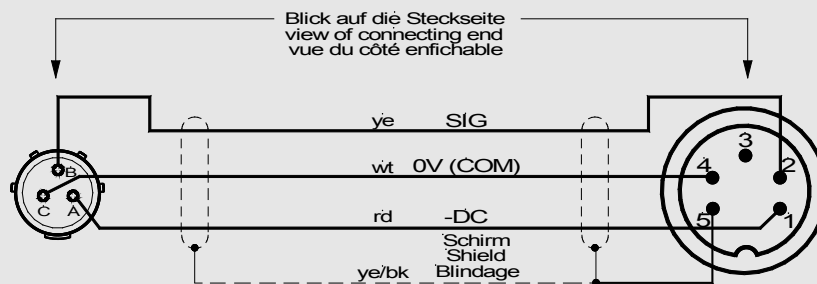 Blick auf die Steckseite
view of connecting end
vue du côté enfichable
ye SIG
3
B
4 2
wt 0V (COM)
C A
5 1
rd -DC
Schirm
Shield
ye/bk Blindage